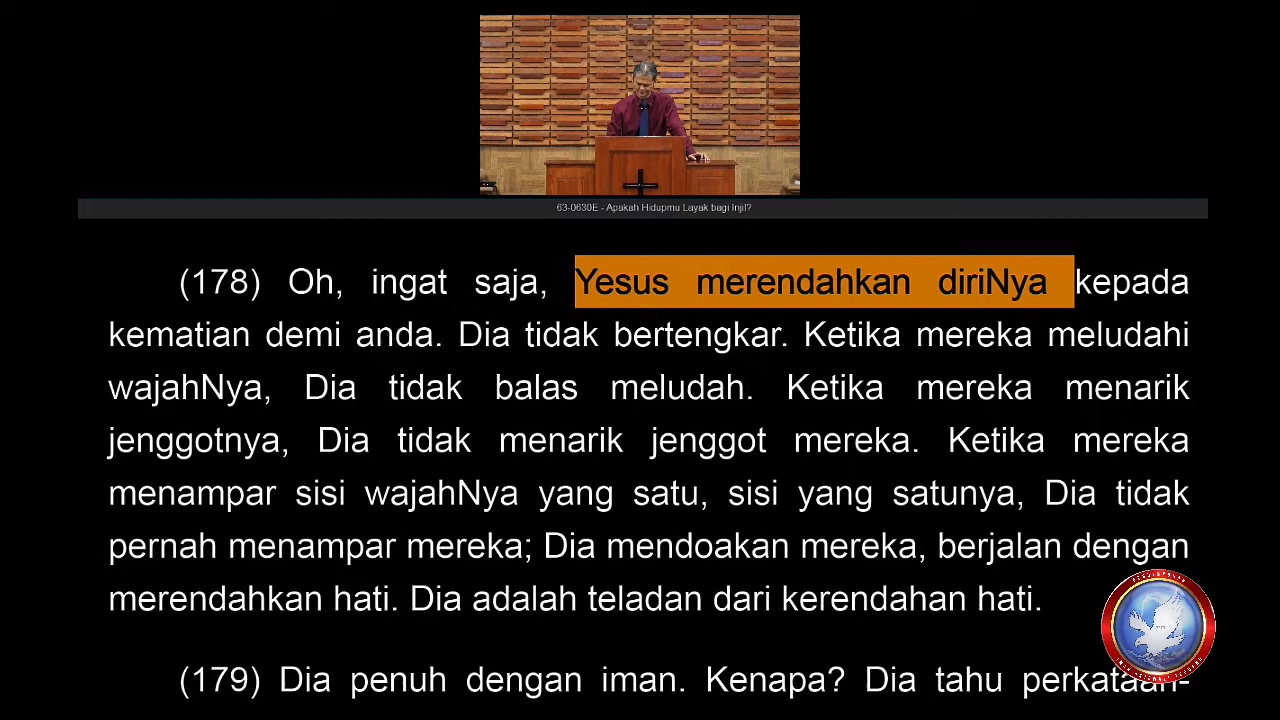 63-0630E - Apakah Hidupmu Layak bagi Injil?
(178) Oh, ingat saja, Yesus merendahkan diriNya kepada
kematian demi anda. Dia tidak bertengkar. Ketika mereka meludahi
wajahNya, Dia tidak balas meludah. Ketika mereka menarik
jenggotnya, Dia tidak menarik jenggot mereka. Ketika mereka
menampar sisi wajahNya yang satu, sisi yang satunya, Dia tidak
pernah menampar mereka; Dia mendoakan mereka, berjalan dengan
merendahkan hati. Dia adalah teladan dari kerendahan hati.
(179) Dia penuh dengan iman. Kenapa? Dia tahu perkataan-